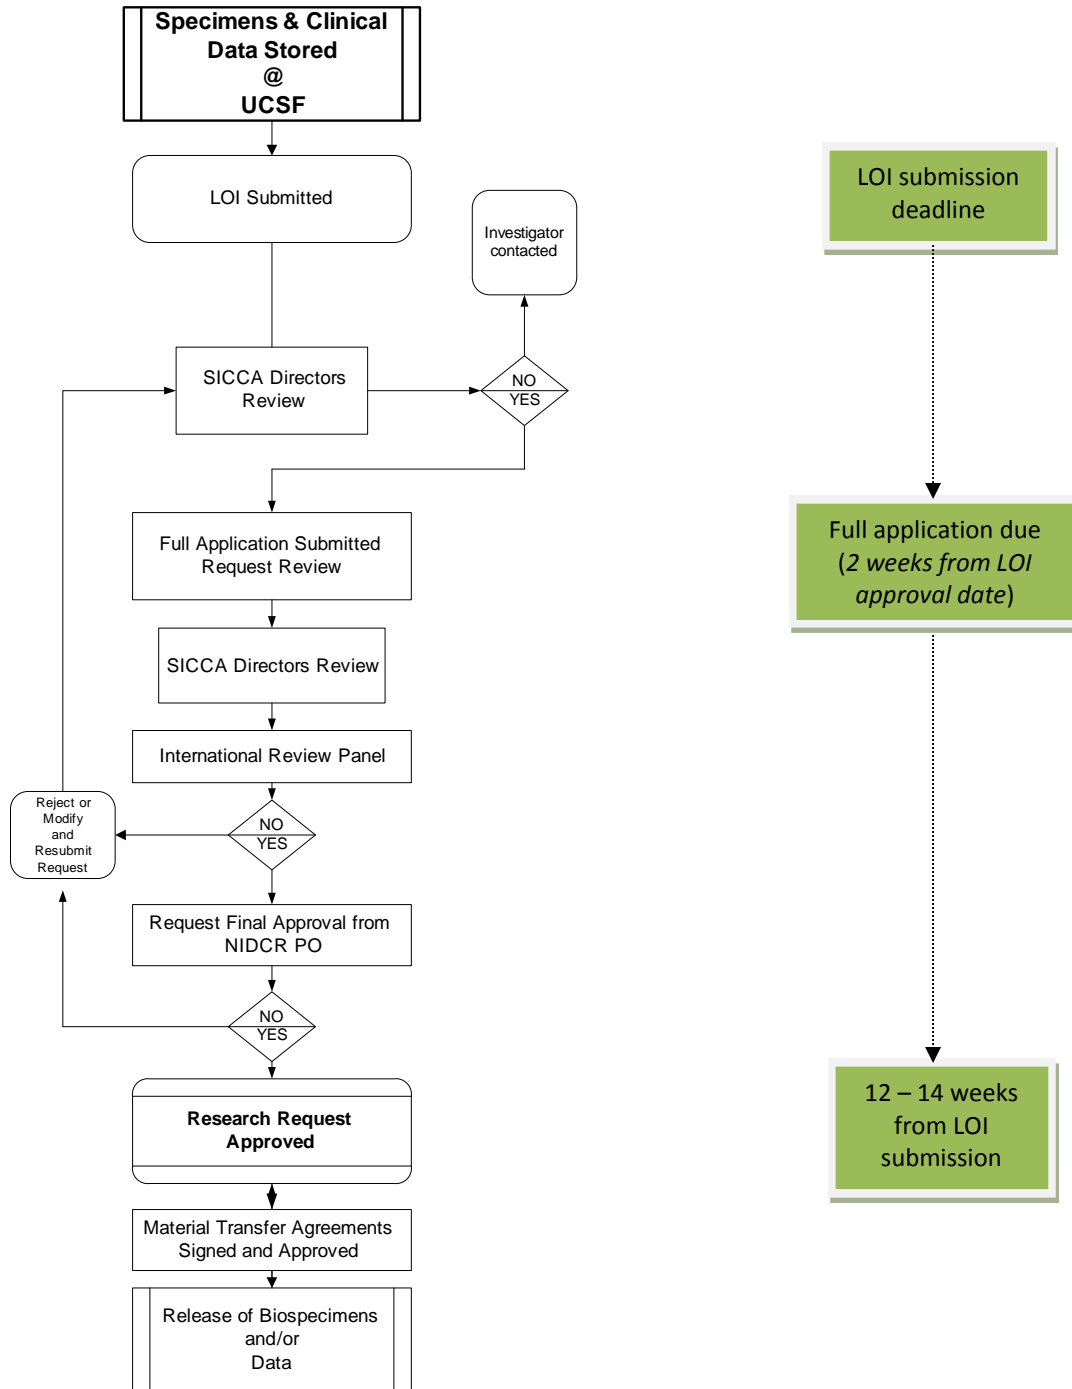 Specimens & Clinical
Data Stored
@
UCSF
LOI Submitted
Investigator
contacted
SICCA Directors
Review
NO
YES
Full Application Submitted
Request Review
SICCA Directors Review
International Review Panel
Reject or
Modify
and
Resubmit
Request
NO
YES
Request Final Approval from
NIDCR PO
NO
YES
Research Request
Approved
Material Transfer Agreements
Signed and Approved
Release of Biospecimens
and/or
Data
LOI submission
deadline
Full application due
(2 weeks from LOI
approval date)
12 – 14 weeks
from LOI
submission